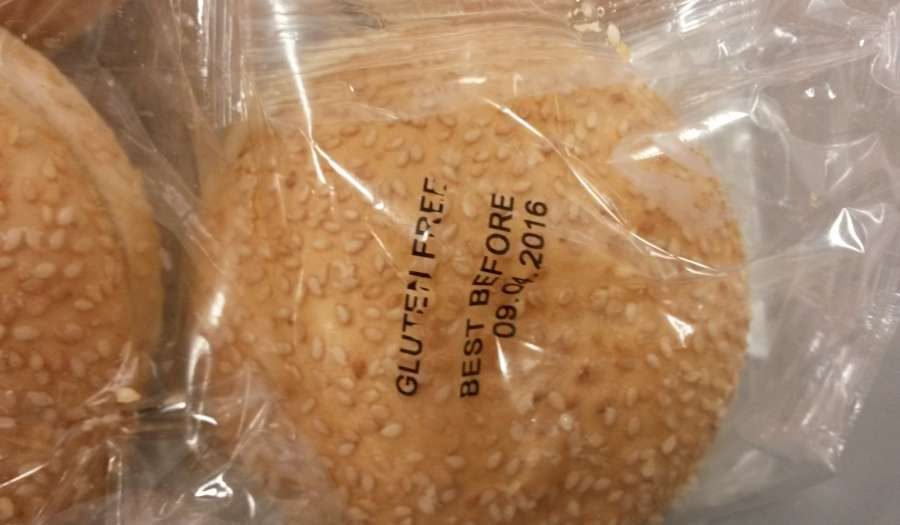 GLUTEN FREE
BEST BEFORE
09.04.2016